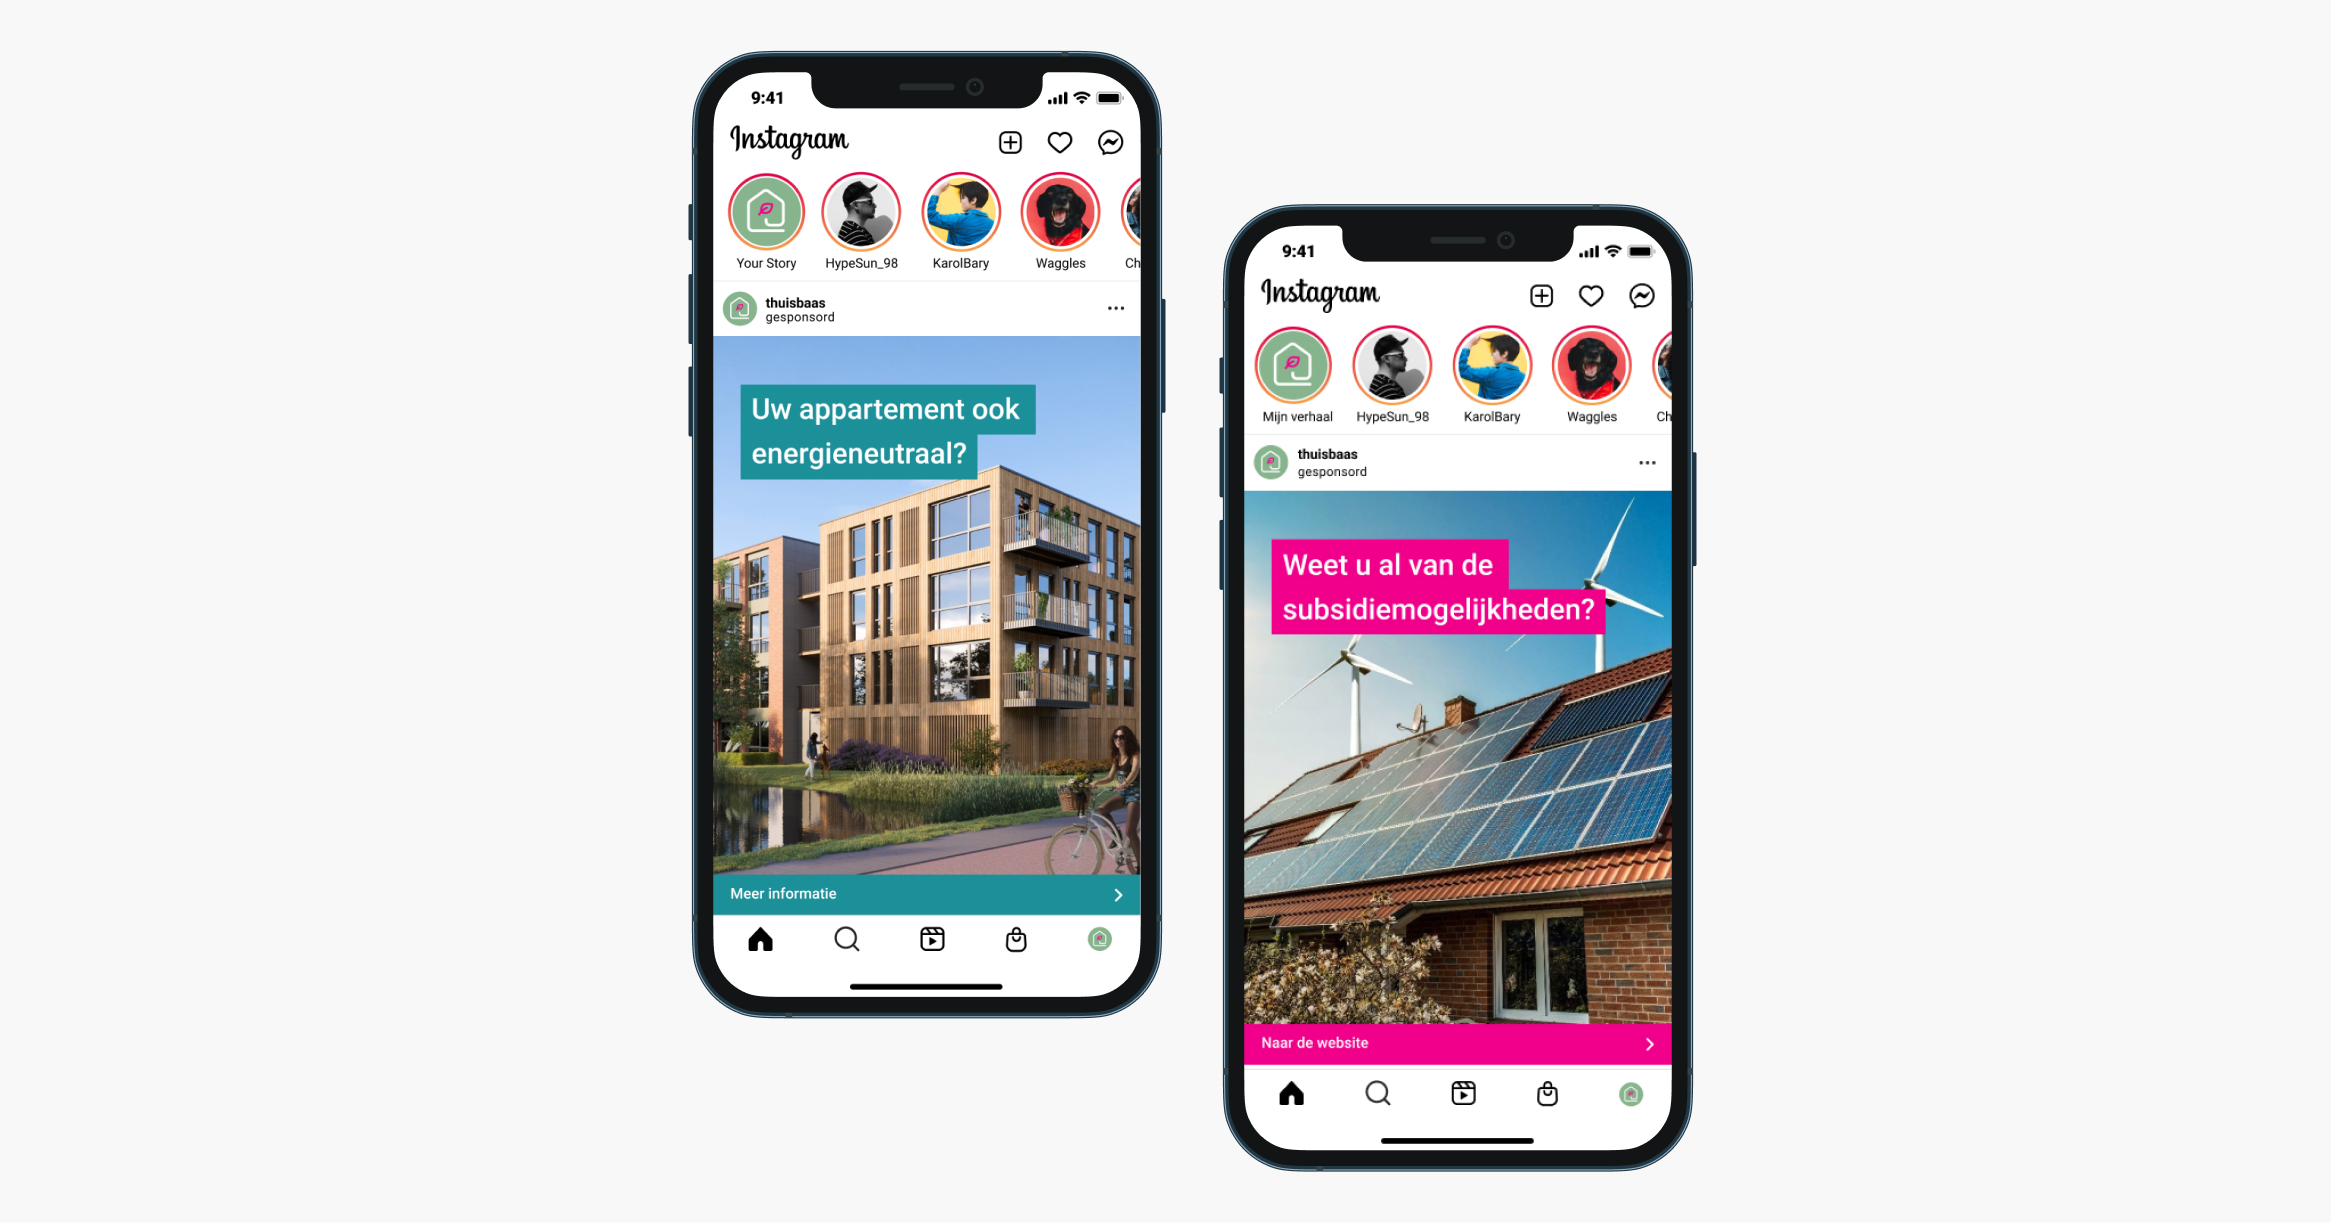 9:41
Instagram
Your Story
HypeSun_98
KarolBary
Waggles
Ch
thuisbaas
gesponsord
Uw appartement ook
energieneutraal?
Meer informatie
9:41
Instagram
Mijn verhaal
HypeSun_98
KarolBary
Waggles
Ch
thuisbaas
gesponsord
Weet u al van de
subsidiemogelijkheden?
Naar de website